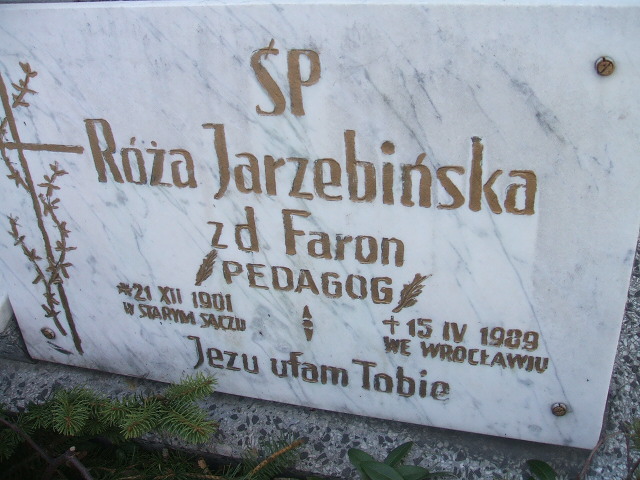 ŚP
Róża Jarzebińska
zd Faron
PEDAGOG
*21 XII 1901
W STARYM SĄCZU
+ 15 IV 1989
WE WROCŁAWIU
Jezu ufam Tobie